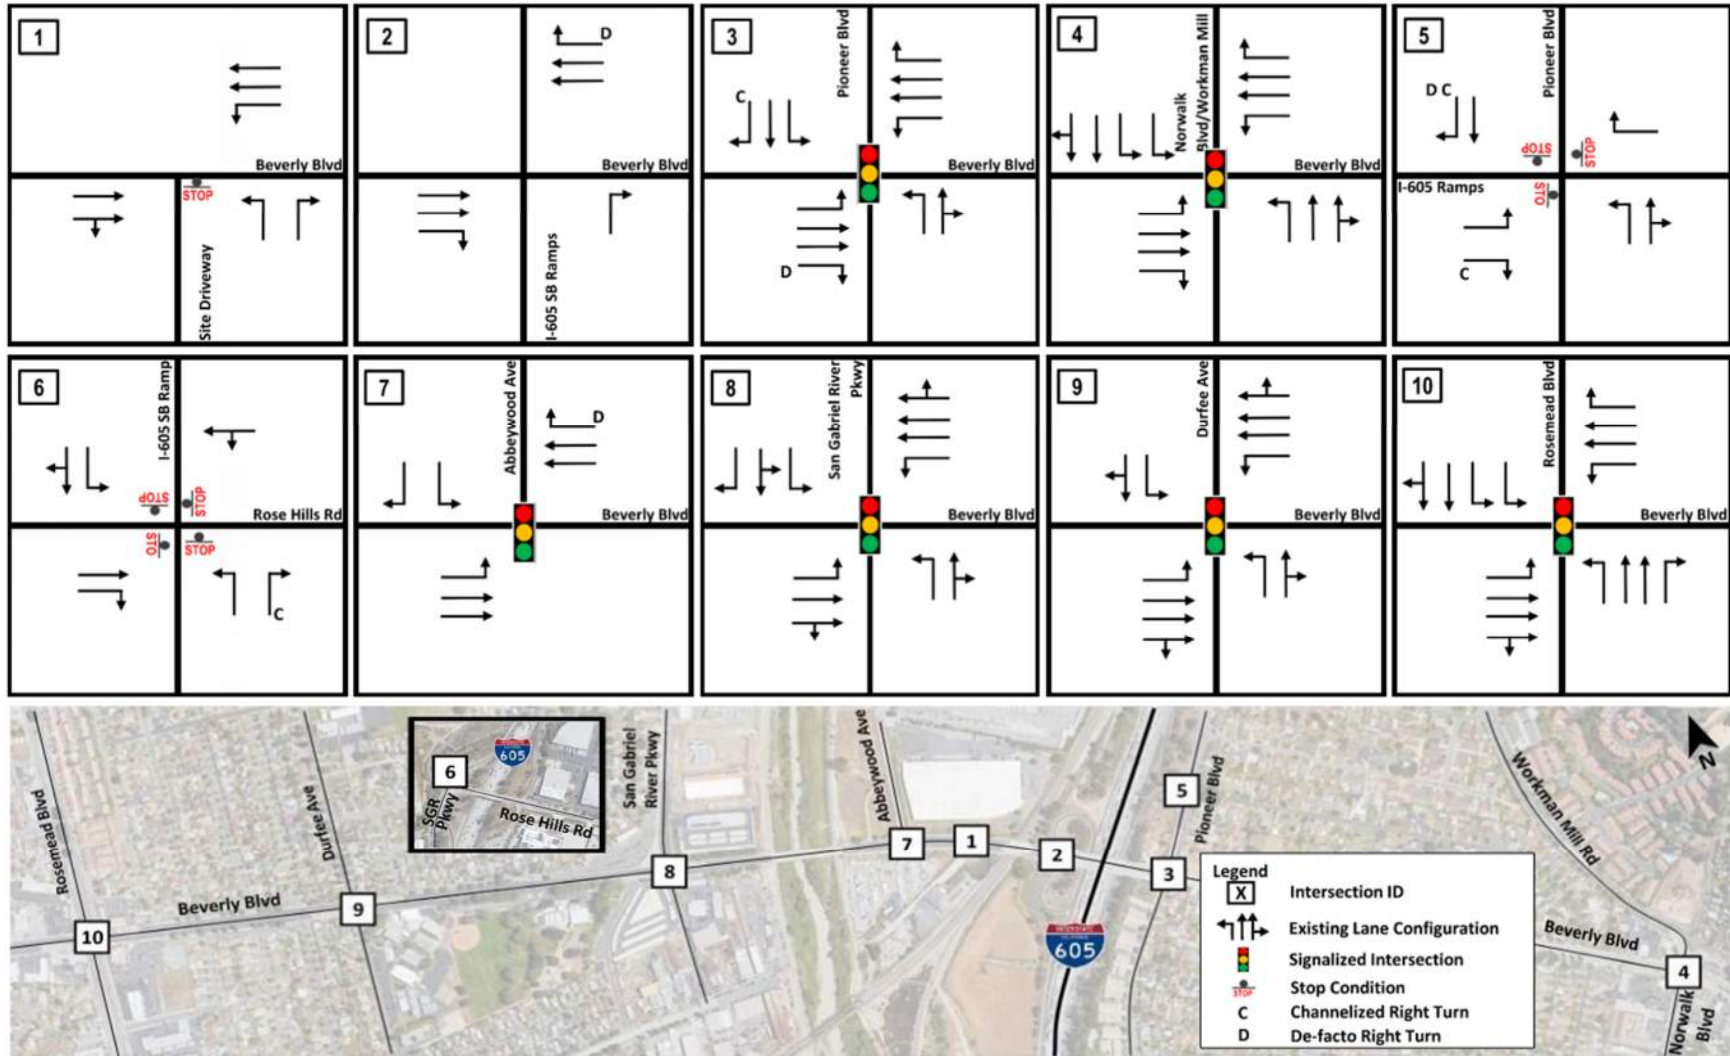 1
Beverly Blvd
STOP
Site Driveway
2
D
I-605 SB Ramps
3
Pioneer Blvd
C
Beverly Blvd
D
4
Norwalk
Blvd/Workman Mill
Beverly Blvd
5
Pioneer Blvd
D C
STOP
STOP
I-605 Ramps
STO
6
I-605 SB Ramp
STOP
STOP
Rose Hills Rd
STO
STOP
C
7
Abbeywood Ave
D
Beverly Blvd
8
San Gabriel River
Pkwy
Beverly Blvd
9
Durfee Ave
Beverly Blvd
10
Rosemead Blvd
Beverly Blvd
Rosemead Blvd
Durfee Ave
6
INTERSTATE
605
SGR
Pkwy
Rose Hills Rd
San Gabriel
River Pkwy
Abbeywood Ave
Pioneer Blvd
Workman Mill Rd
N
10
Beverly Blvd
9
8
7
1
2
3
5
INTERSTATE
605
Beverly Blvd
4
Norwalk
Blvd
Legend
X Intersection ID
Existing Lane Configuration
Signalized Intersection
STOP Stop Condition
C Channelized Right Turn
D De-facto Right Turn